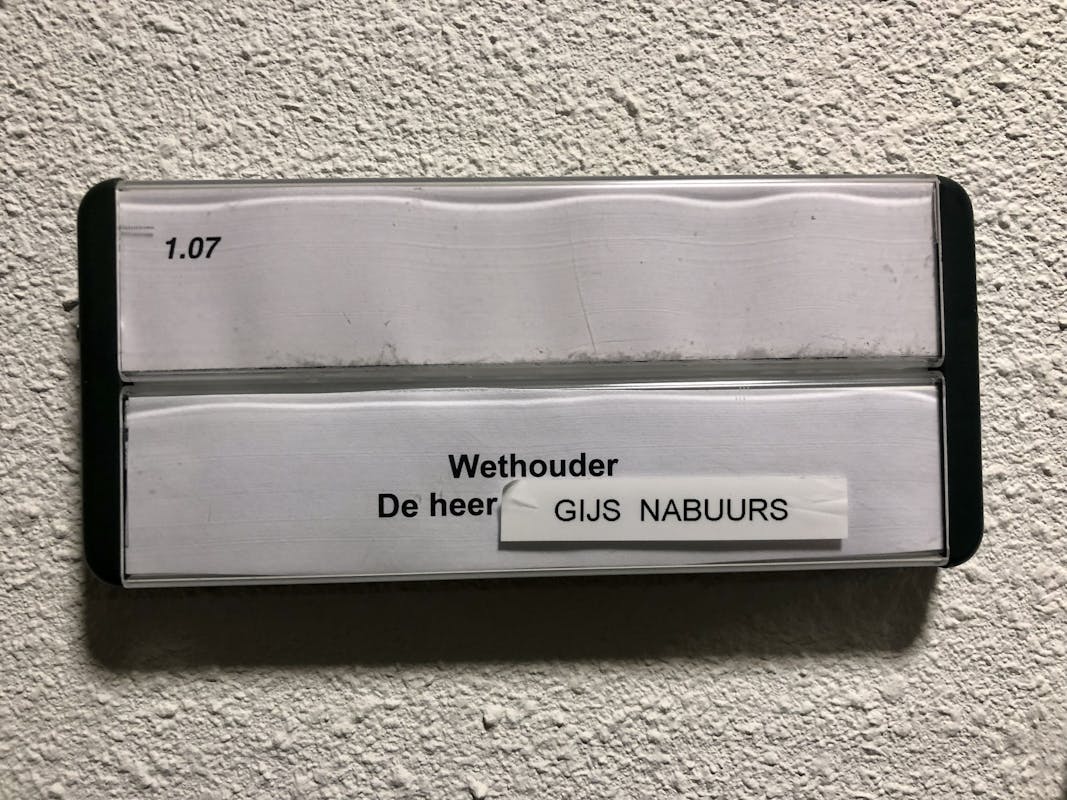 1.07
Wethouder
De heer GIJS NABUURS